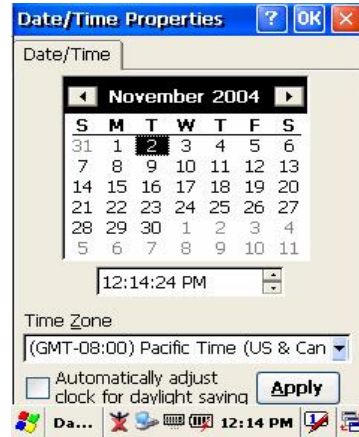 Date/Time Properties ? OK ×
Date/Time
November 2004
S M T W T F S
31 1 2 3 4 5 6
7 8 9 10 11 12 13
14 15 16 17 18 19 20
21 22 23 24 25 26 27
28 29 30 1 2 3 4
5 6 7 8 9 10 11
12:14:24 PM
Time Zone
(GMT-08:00) Pacific Time (US & Can
Automatically adjust
clock for daylight saving
Apply
Da... 12:14 PM